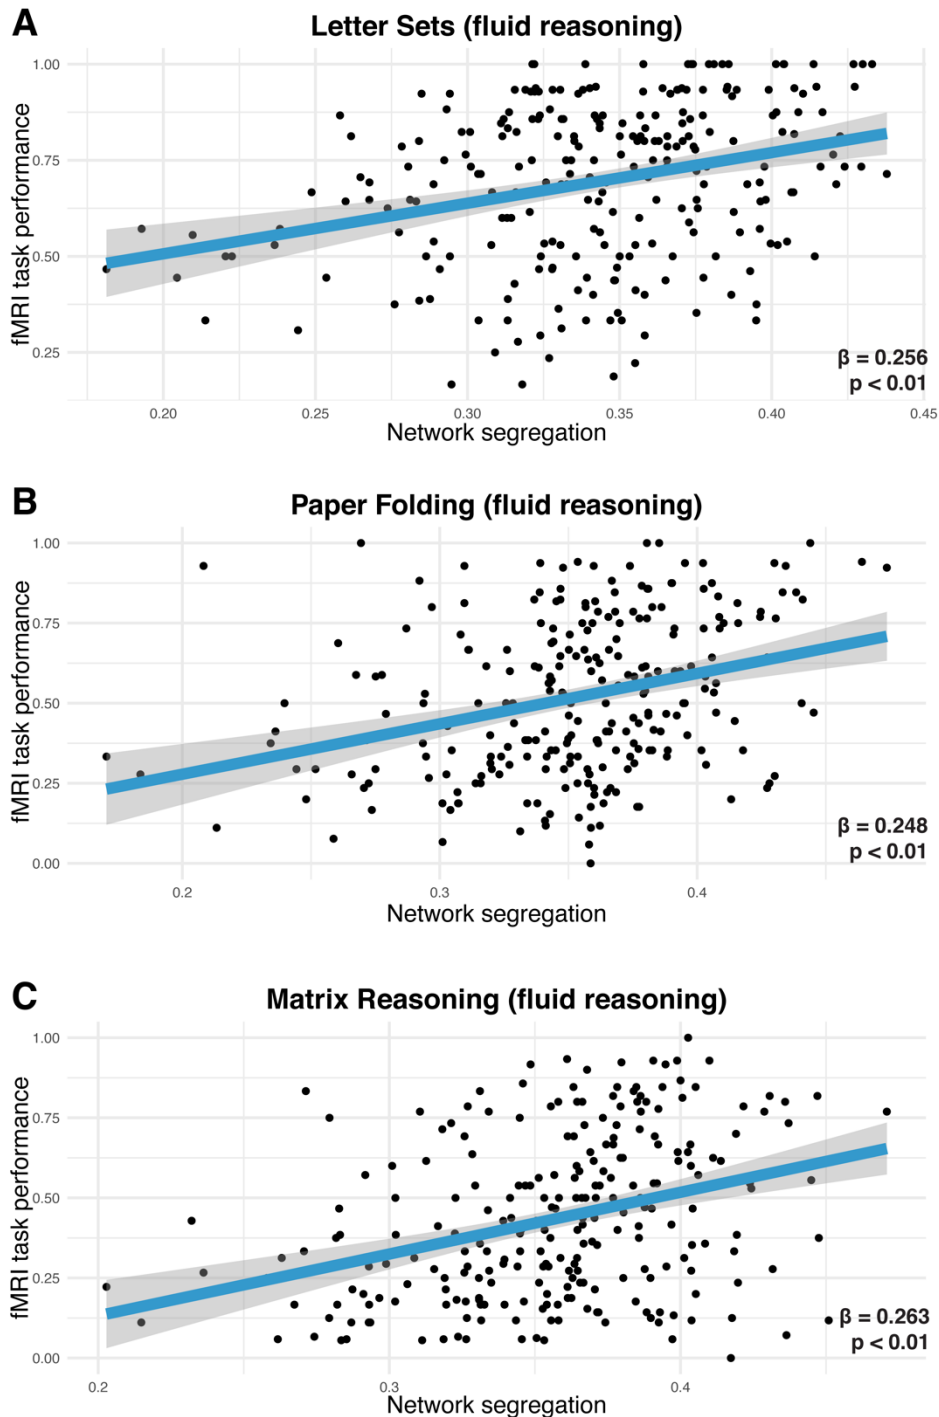 A
Letter Sets (fluid reasoning)
fMRI task performance
1.00
0.75
0.50
0.25
β = 0.256
p < 0.01
0.20 0.25 0.30 0.35 0.40 0.45
Network segregation
B
Paper Folding (fluid reasoning)
fMRI task performance
1.00
0.75
0.50
0.25
0.00
β = 0.248
p < 0.01
0.2 0.3 0.4
Network segregation
C
Matrix Reasoning (fluid reasoning)
fMRI task performance
1.00
0.75
0.50
0.25
0.00
β = 0.263
p < 0.01
0.2 0.3 0.4
Network segregation